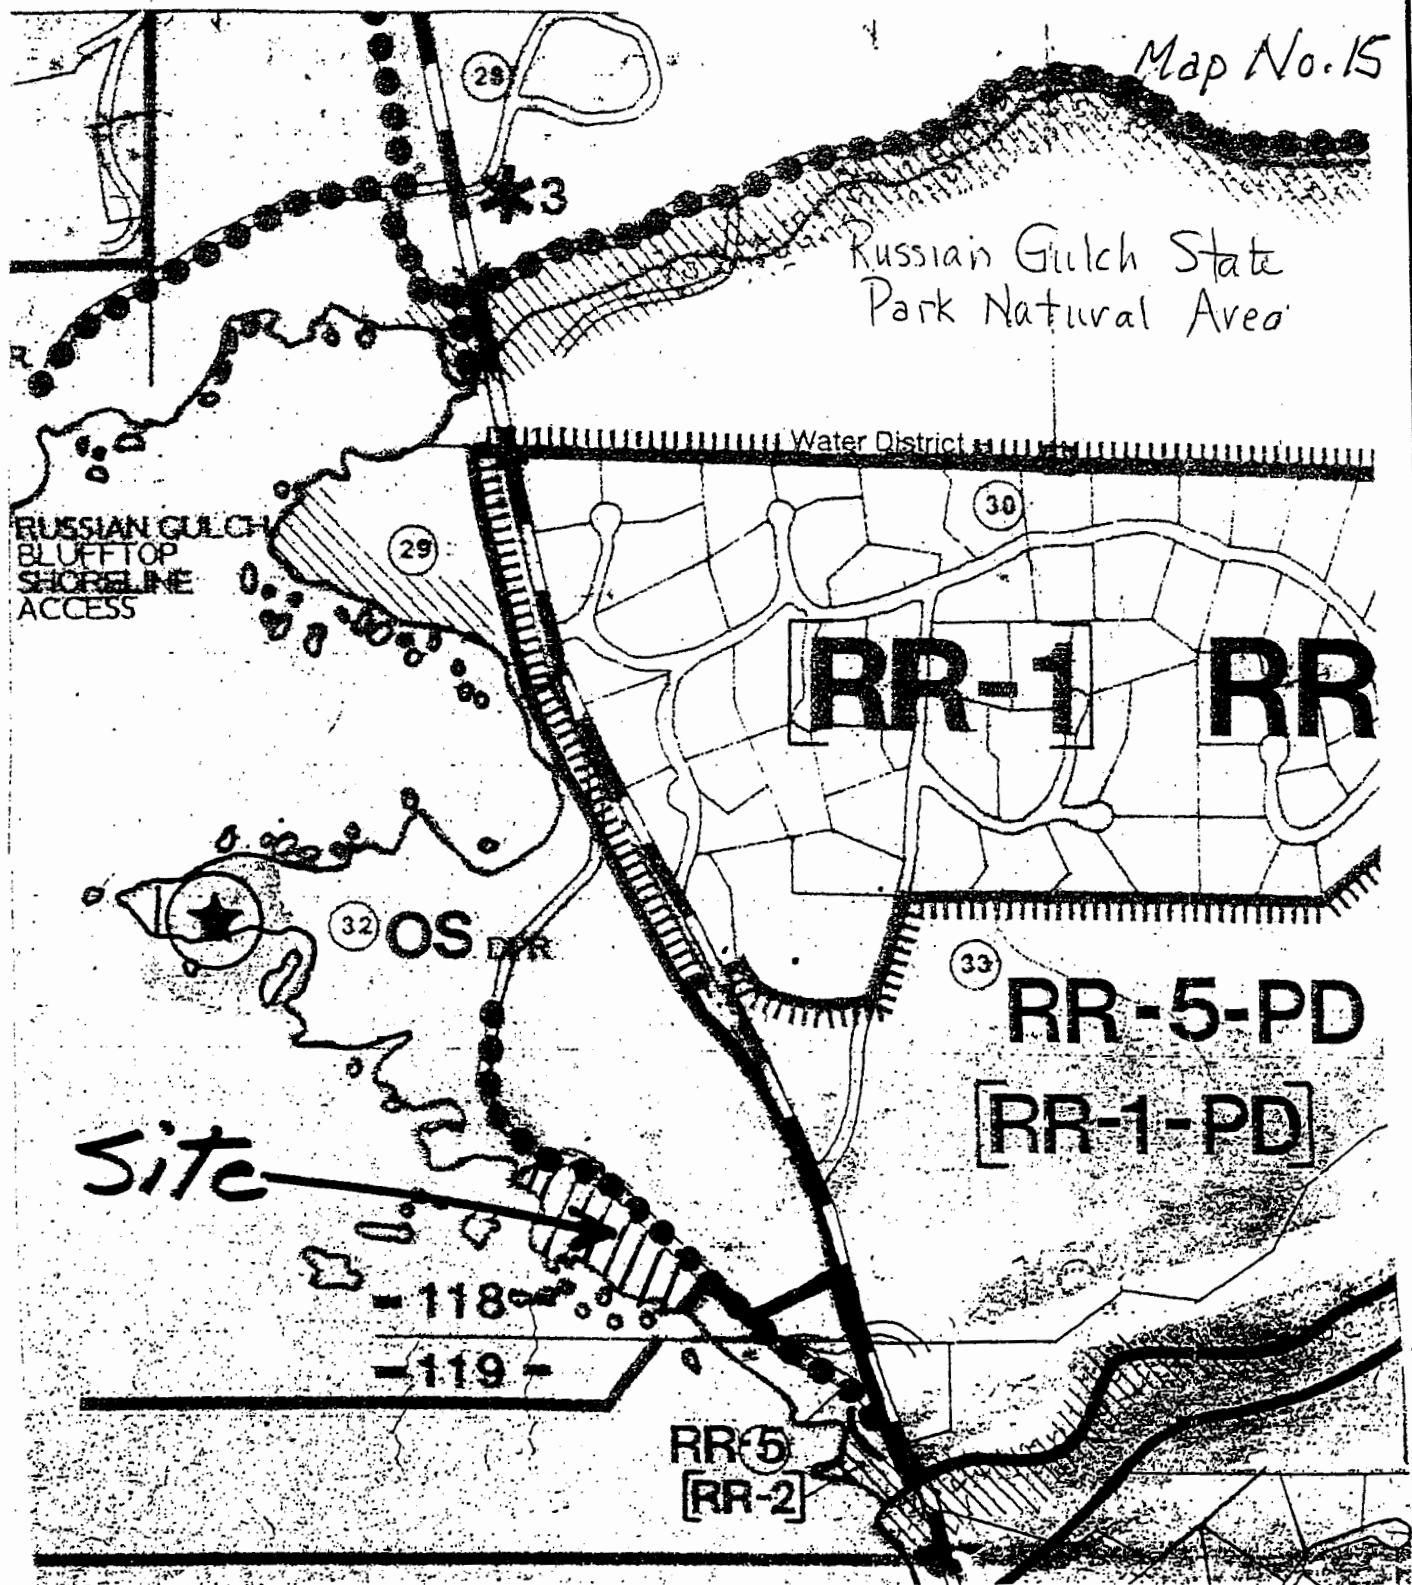 Map No. 15
28
*3
Russian Gulch State
Park Natural Area
R
Water District
30
RUSSIAN GULCH
BLUFFTOP
SHORELINE
ACCESS
29
[RR-1]
RR
32
OS DPR
33
RR-5-PD
[RR-1-PD]
Site
- 118 -
- 119 -
RR-5
[RR-2]